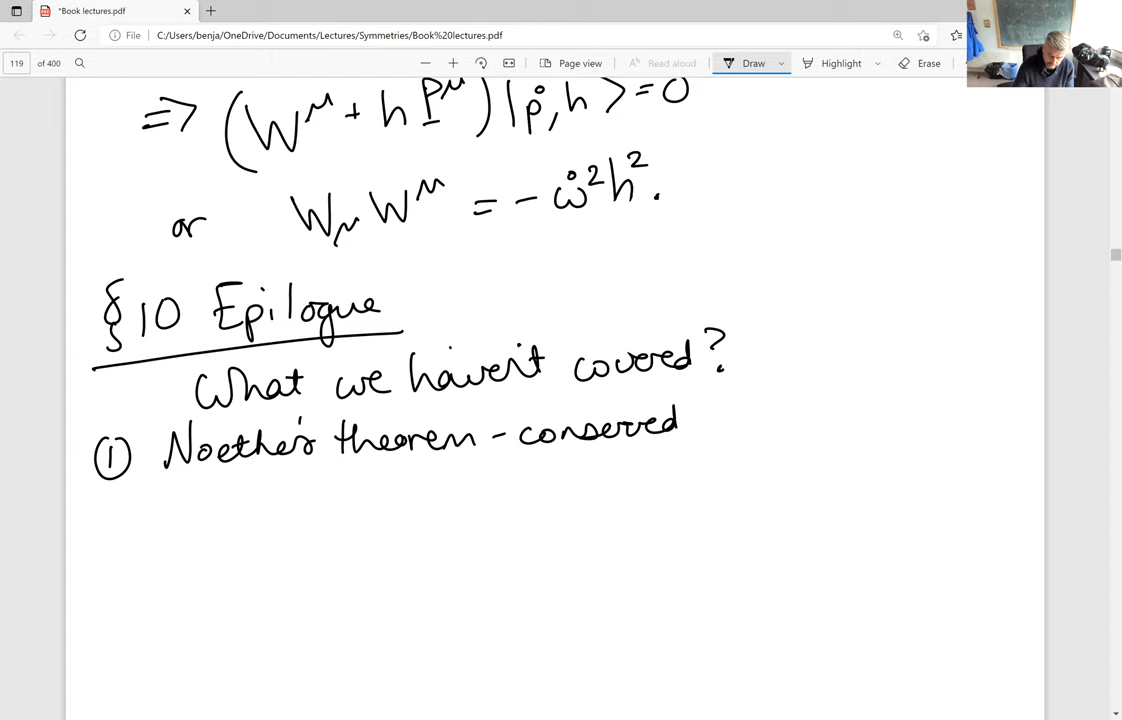 *Book lectures.pdf
File C:/Users/benja/OneDrive/Documents/Lectures/Symmetries/Book%20lectures.pdf
119 of 400 Page view Read aloud Draw Highlight Erase
=> (W^μ + h P^μ) |p̊, h > = 0
or W_μ W^μ = - ω̊² h² .
§ 10 Epilogue
What we haven't covered?
① Noether's theorem - conserved